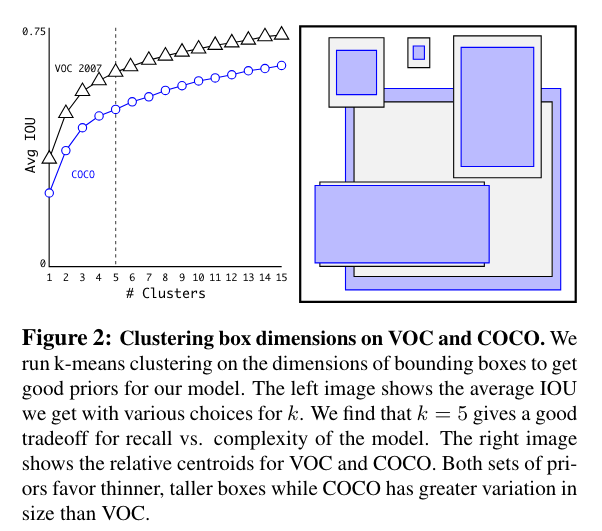 0.75
VOC 2007
COCO
Avg IOU
0
1 2 3 4 5 6 7 8 9 10 11 12 13 14 15
# Clusters
Figure 2: Clustering box dimensions on VOC and COCO. We
run k-means clustering on the dimensions of bounding boxes to get
good priors for our model. The left image shows the average IOU
we get with various choices for k. We find that k = 5 gives a good
tradeoff for recall vs. complexity of the model. The right image
shows the relative centroids for VOC and COCO. Both sets of pri-
ors favor thinner, taller boxes while COCO has greater variation in
size than VOC.